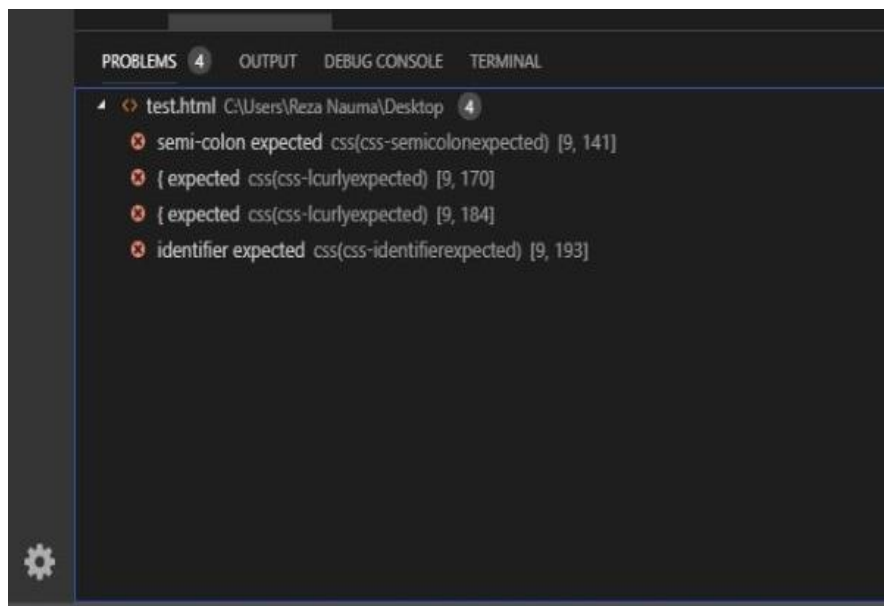 PROBLEMS 4 OUTPUT DEBUG CONSOLE TERMINAL
test.html C:\Users\Reza Nauma\Desktop 4
semi-colon expected css(css-semicolonexpected) [9, 141]
{ expected css(css-lcurlyexpected) [9, 170]
{ expected css(css-lcurlyexpected) [9, 184]
identifier expected css(css-identifierexpected) [9, 193]